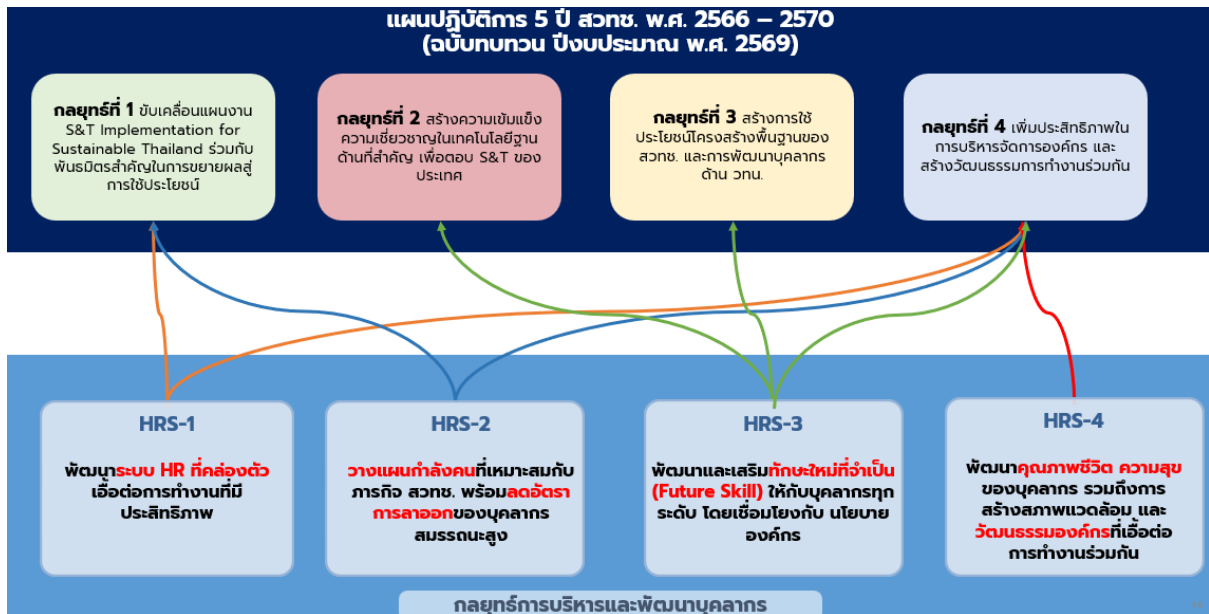 แผนปฏิบัติการ 5 ปี สวทช. พ.ศ. 2566 – 2570
(ฉบับทบทวน ปีงบประมาณ พ.ศ. 2569)
กลยุทธ์ที่ 1 ขับเคลื่อนแผนงาน
S&T Implementation for
Sustainable Thailand ร่วมกับ
พันธมิตรสำคัญในการขยายผลสู่
การใช้ประโยชน์
กลยุทธ์ที่ 2 สร้างความเข้มแข็ง
ความเชี่ยวชาญในเทคโนโลยีฐาน
ด้านที่สำคัญ เพื่อตอบ S&T ของ
ประเทศ
กลยุทธ์ที่ 3 สร้างการใช้
ประโยชน์โครงสร้างพื้นฐานของ
สวทช. และการพัฒนาบุคลากร
ด้าน วทน.
กลยุทธ์ที่ 4 เพิ่มประสิทธิภาพใน
การบริหารจัดการองค์กร และ
สร้างวัฒนธรรมการทำงานร่วมกัน
HRS-1
พัฒนาระบบ HR ที่คล่องตัว
เอื้อต่อการทำงานที่มี
ประสิทธิภาพ
HRS-2
วางแผนกำลังคนที่เหมาะสมกับ
ภารกิจ สวทช. พร้อมลดอัตรา
การลาออกของบุคลากร
สมรรถนะสูง
HRS-3
พัฒนาและเสริมทักษะใหม่ที่จำเป็น
(Future Skill) ให้กับบุคลากรทุก
ระดับ โดยเชื่อมโยงกับ นโยบาย
องค์กร
HRS-4
พัฒนาคุณภาพชีวิต ความสุข
ของบุคลากร รวมถึงการ
สร้างสภาพแวดล้อม และ
วัฒนธรรมองค์กรที่เอื้อต่อ
การทำงานร่วมกัน
กลยุทธ์การบริหารและพัฒนาบุคลากร